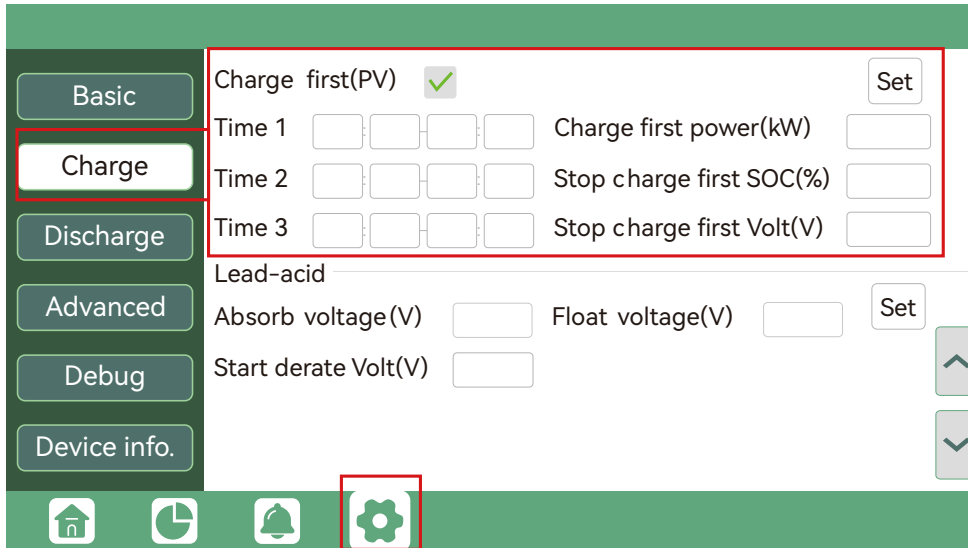 Basic
Charge
Discharge
Advanced
Debug
Device info.
Charge first(PV) Set
Time 1 : - : Charge first power(kW)
Time 2 : - : Stop charge first SOC(%)
Time 3 : - : Stop charge first Volt(V)
Lead-acid
Absorb voltage(V) Float voltage(V) Set
Start derate Volt(V)